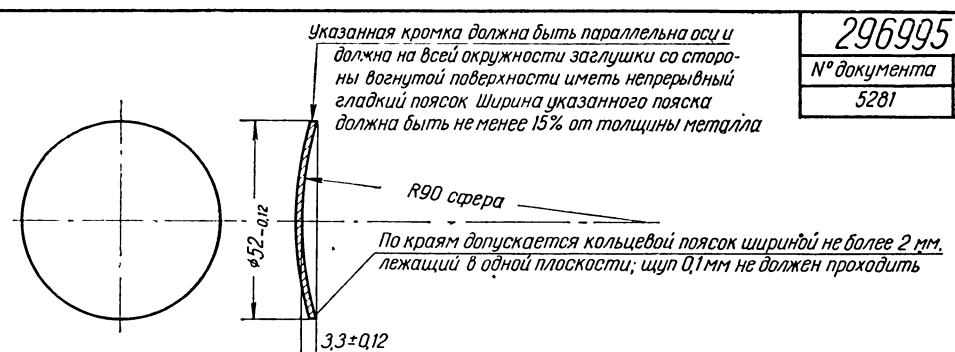 Указанная кромка должна быть параллельна оси и
должна на всей окружности заглушки со сторо-
ны вогнутой поверхности иметь непрерывный
гладкий поясок Ширина указанного пояска
должна быть не менее 15% от толщины металла
296995
№ документа
5281
R90 сфера
⌀52-0,12
По краям допускается кольцевой поясок шириной не более 2 мм,
лежащий в одной плоскости; щуп 0,1 мм не должен проходить
3,3±0,12